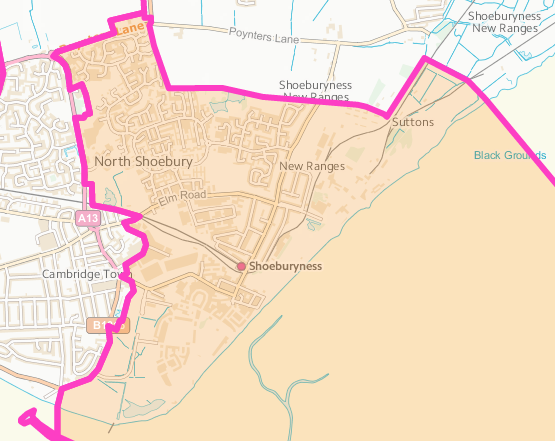 Shoeburyness
New Ranges
Lane
Poynters Lane
Shoeburyness
New Ranges
Suttons
Black Grounds
North Shoebury
New Ranges
Elm Road
A13
Shoeburyness
Cambridge Town